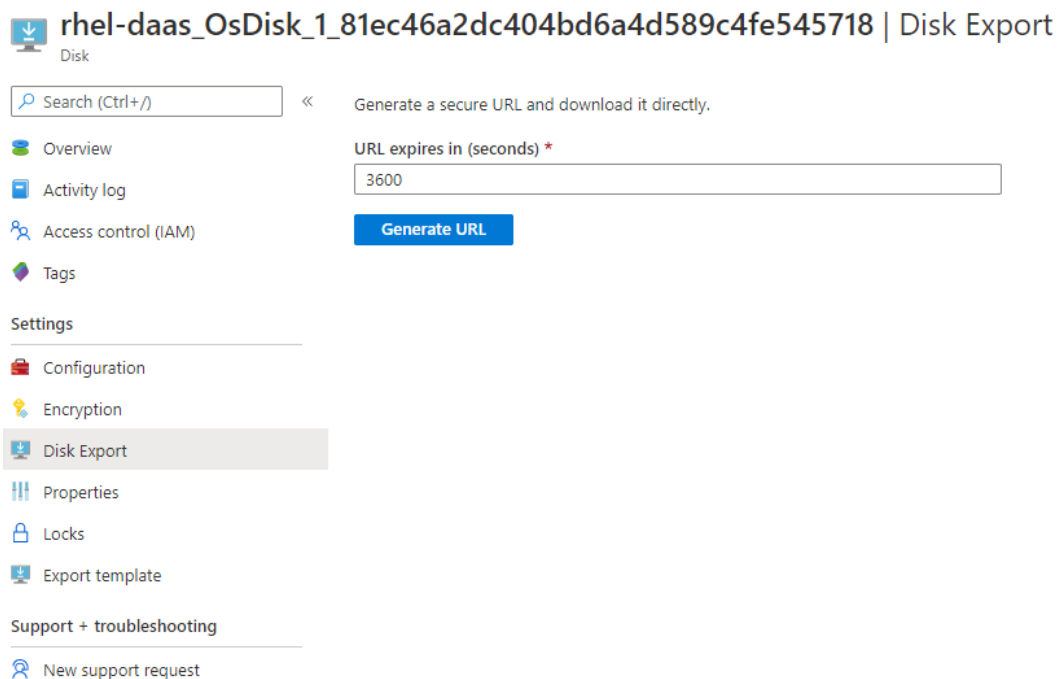 rhel-daas_OsDisk_1_81ec46a2dc404bd6a4d589c4fe545718 | Disk Export
Disk
Search (Ctrl+/)
«
Overview
Activity log
Access control (IAM)
Tags
Settings
Configuration
Encryption
Disk Export
Properties
Locks
Export template
Support + troubleshooting
New support request
Generate a secure URL and download it directly.
URL expires in (seconds) *
3600
Generate URL